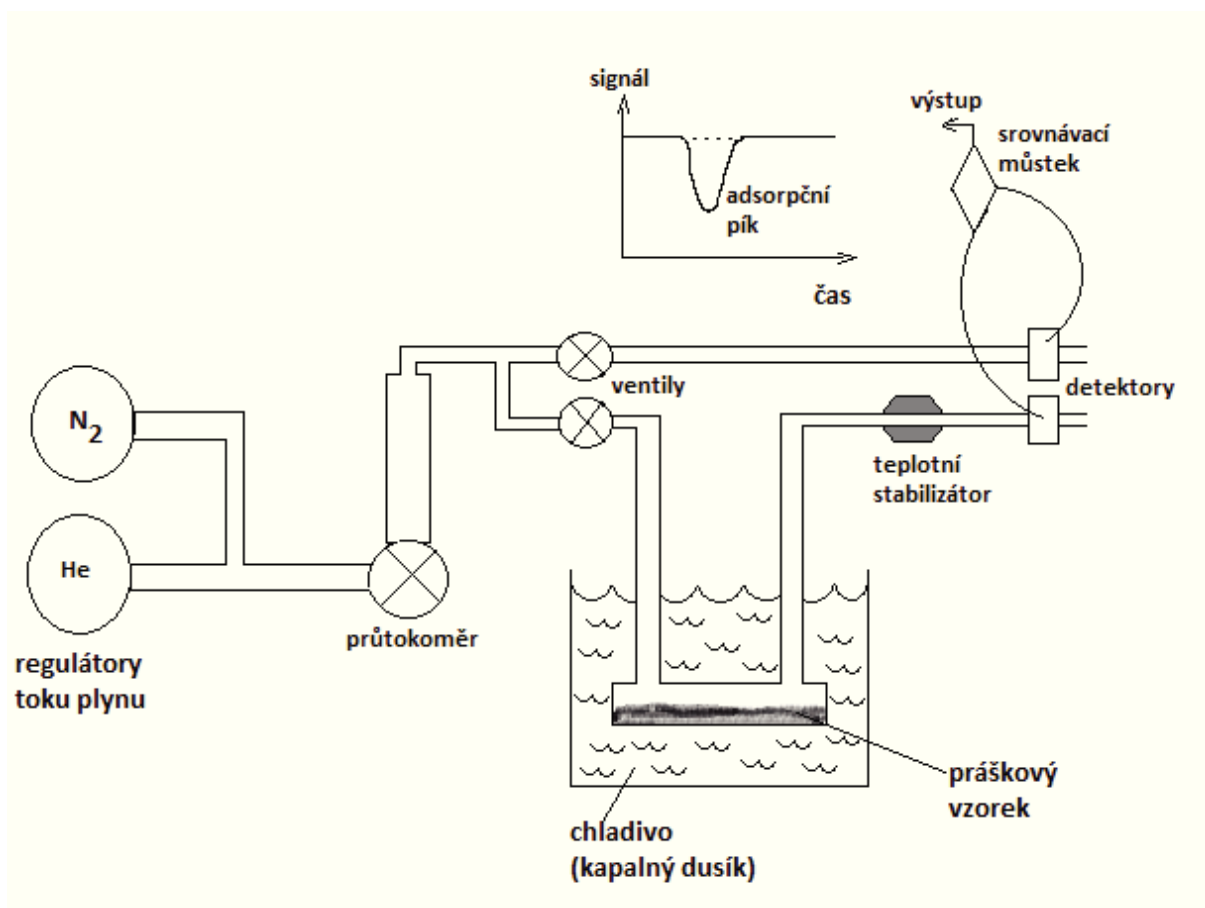 signál
adsorpční
pík
čas
výstup
srovnávací
můstek
ventily
detektory
teplotní
stabilizátor
N2
He
průtokoměr
regulátory
toku plynu
práškový
vzorek
chladivo
(kapalný dusík)